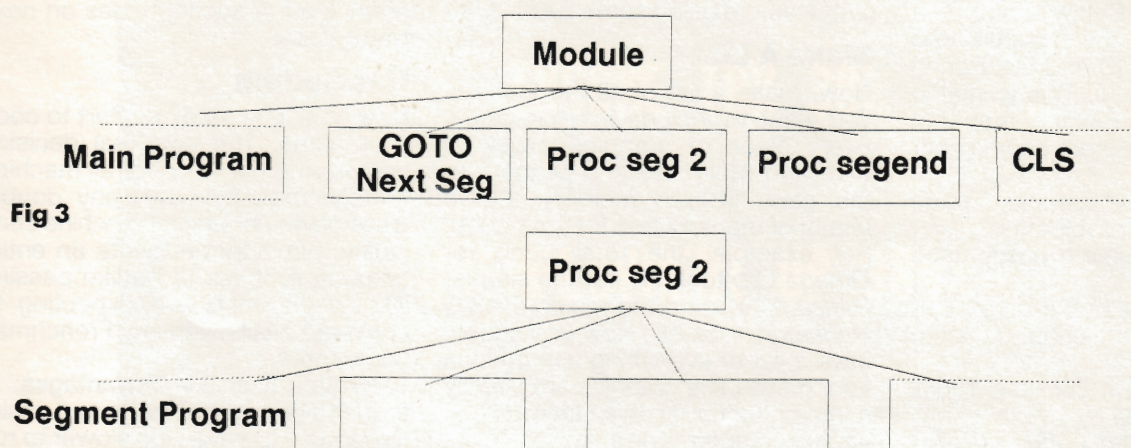 Module
Main Program
GOTO
Next Seg
Proc seg 2
Proc segend
CLS
Fig 3
Proc seg 2
Segment Program